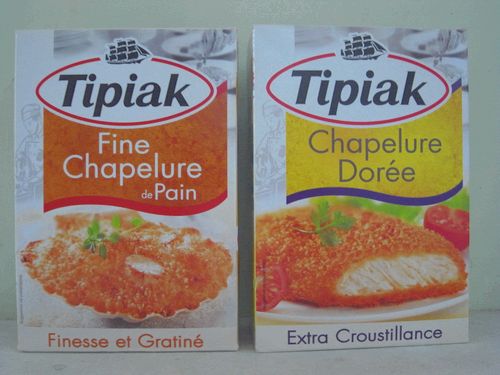 Tipiak
Fine
Chapelure
de Pain
Finesse et Gratiné
Tipiak
Chapelure
Dorée
Extra Croustillance